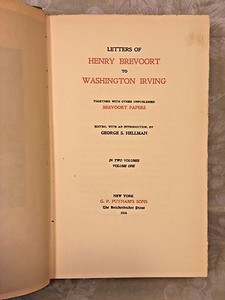 LETTERS OF
HENRY BREVOORT
TO
WASHINGTON IRVING
TOGETHER WITH OTHER UNPUBLISHED
BREVOORT PAPERS
EDITED, WITH AN INTRODUCTION, BY
GEORGE S. HELLMAN
IN TWO VOLUMES
VOLUME ONE
NEW YORK
G. P. PUTNAM'S SONS
The Knickerbocker Press
1916